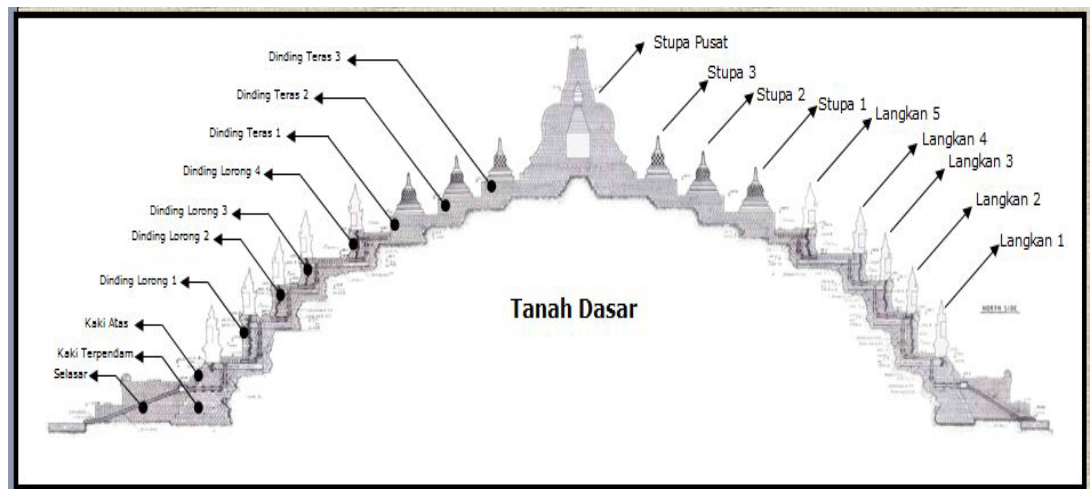 Dinding Teras 3
Dinding Teras 2
Dinding Teras 1
Dinding Lorong 4
Dinding Lorong 3
Dinding Lorong 2
Dinding Lorong 1
Kaki Atas
Kaki Terpendam
Selasar
Stupa Pusat
Stupa 3
Stupa 2
Stupa 1
Langkan 5
Langkan 4
Langkan 3
Langkan 2
Langkan 1
Tanah Dasar
NORTH SIDE